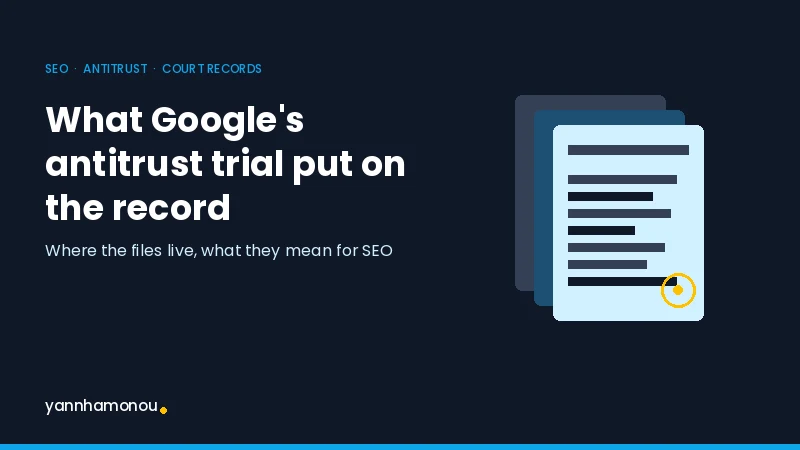 SEO · ANTITRUST · COURT RECORDS
What Google's
antitrust trial put on
the record
Where the files live, what they mean for SEO
yannhamonou